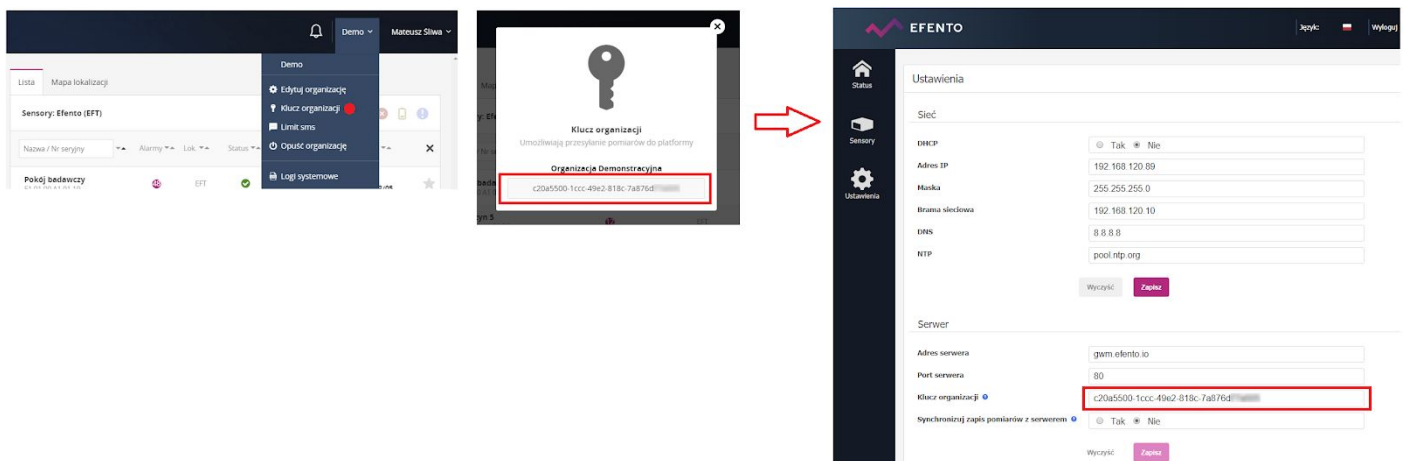 Demo
Mateusz Śliwa
Demo
Edytuj organizację
Klucz organizacji
Limit sms
Opuść organizację
Logi systemowe
Lista
Mapa lokalizacji
Sensory: Efento (EFT)
Nazwa / Nr seryjny
Alarmy
Lok.
Status
Pokój badawczy
48
EFT
Klucz organizacji
Umożliwiają przesyłanie pomiarów do platformy
Organizacja Demonstracyjna
c20a5500-1ccc-49e2-818c-7a876d
EFENTO
Język:
Wyloguj
Status
Sensory
Ustawienia
Ustawienia
Sieć
DHCP
Tak Nie
Adres IP
192.168.120.89
Maska
255.255.255.0
Brama sieciowa
192.168.120.10
DNS
8.8.8.8
NTP
pool.ntp.org
Wyczyść
Zapisz
Serwer
Adres serwera
gwm.efento.io
Port serwera
80
Klucz organizacji
c20a5500-1ccc-49e2-818c-7a876d
Synchronizuj zapis pomiarów z serwerem
Tak Nie
Wyczyść
Zapisz